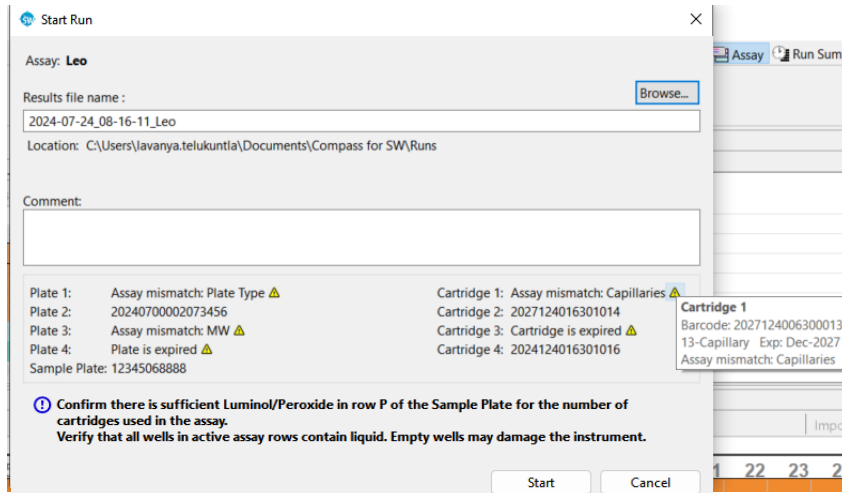 SW Start Run
Assay Run Sum
Assay: Leo
Results file name :
Browse...
2024-07-24_08-16-11_Leo
Location: C:\Users\lavanya.telukuntla\Documents\Compass for SW\Runs
Comment:
Plate 1: Assay mismatch: Plate Type
Plate 2: 20240700002073456
Plate 3: Assay mismatch: MW
Plate 4: Plate is expired
Sample Plate: 12345068888
Cartridge 1: Assay mismatch: Capillaries
Cartridge 2: 2027124016301014
Cartridge 3: Cartridge is expired
Cartridge 4: 2024124016301016
Cartridge 1
Barcode: 2027124006300013
13-Capillary Exp: Dec-2027
Assay mismatch: Capillaries
Confirm there is sufficient Luminol/Peroxide in row P of the Sample Plate for the number of
cartridges used in the assay.
Verify that all wells in active assay rows contain liquid. Empty wells may damage the instrument.
Impo
1 22 23 2
Start Cancel